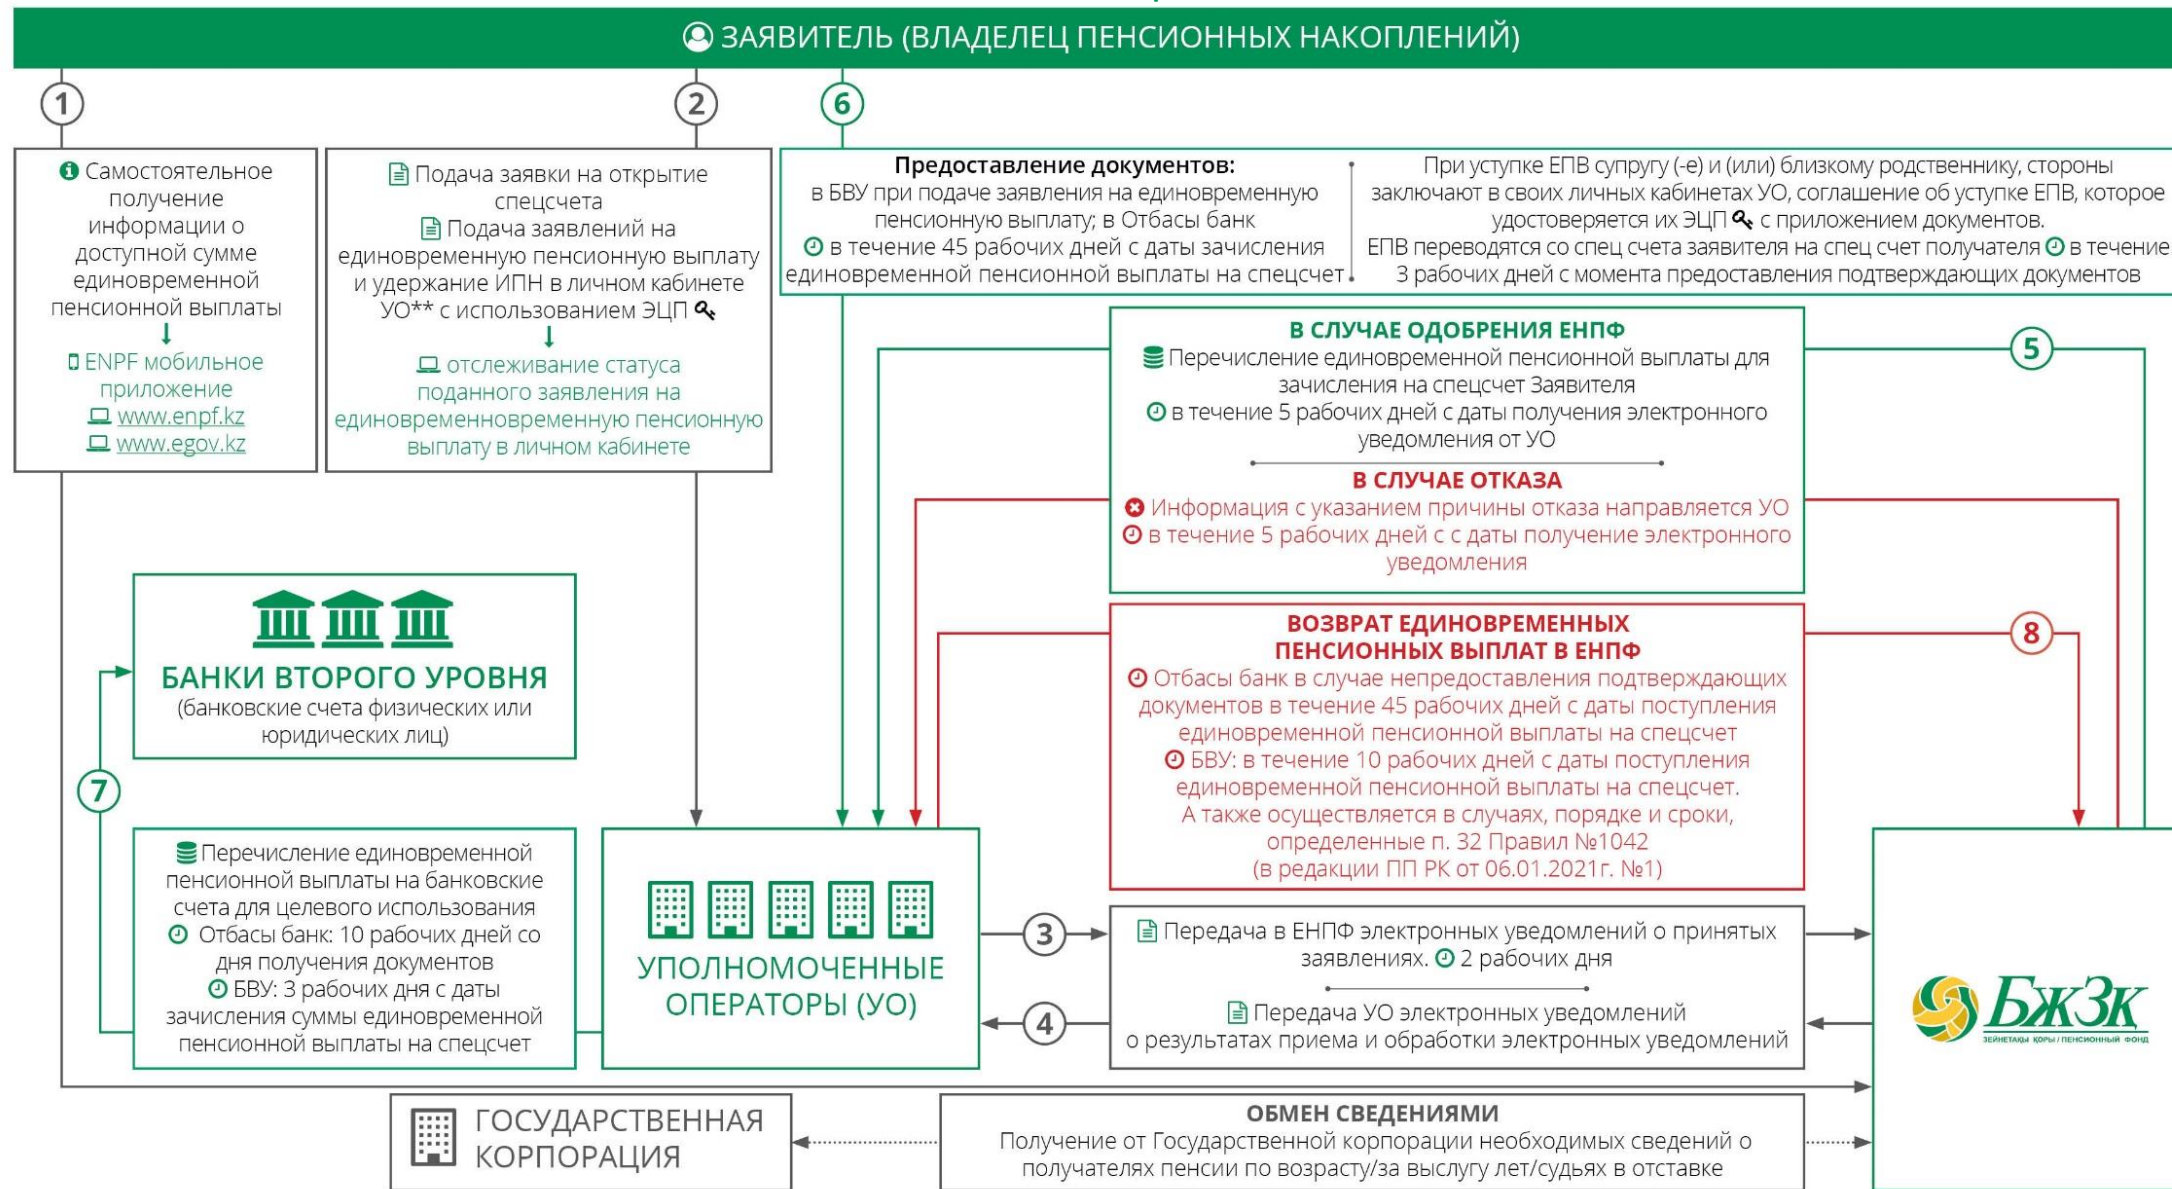 ЗАЯВИТЕЛЬ (ВЛАДЕЛЕЦ ПЕНСИОННЫХ НАКОПЛЕНИЙ)
1
2
6
Самостоятельное
получение
информации о
доступной сумме
единовременной
пенсионной выплаты
ENPF мобильное
приложение
www.enpf.kz
www.egov.kz
Подача заявки на открытие
спецсчета
Подача заявлений на
единовременную пенсионную выплату
и удержание ИПН в личном кабинете
УО** с использованием ЭЦП
отслеживание статуса
поданного заявления на
единовременновременную пенсионную
выплату в личном кабинете
Предоставление документов:
в БВУ при подаче заявления на единовременную
пенсионную выплату; в Отбасы банк
в течение 45 рабочих дней с даты зачисления
единовременной пенсионной выплаты на спецсчет
При уступке ЕПВ супругу (-е) и (или) близкому родственнику, стороны
заключают в своих личных кабинетах УО, соглашение об уступке ЕПВ, которое
удостоверяется их ЭЦП с приложением документов.
ЕПВ переводятся со спец счета заявителя на спец счет получателя в течение
3 рабочих дней с момента предоставления подтверждающих документов
В СЛУЧАЕ ОДОБРЕНИЯ ЕНПФ
Перечисление единовременной пенсионной выплаты для
зачисления на спецсчет Заявителя
в течение 5 рабочих дней с даты получения электронного
уведомления от УО
5
В СЛУЧАЕ ОТКАЗА
Информация с указанием причины отказа направляется УО
в течение 5 рабочих дней с с даты получение электронного
уведомления
ВОЗВРАТ ЕДИНОВРЕМЕННЫХ
ПЕНСИОННЫХ ВЫПЛАТ В ЕНПФ
Отбасы банк в случае непредоставления подтверждающих
документов в течение 45 рабочих дней с даты поступления
единовременной пенсионной выплаты на спецсчет
БВУ: в течение 10 рабочих дней с даты поступления
единовременной пенсионной выплаты на спецсчет.
А также осуществляется в случаях, порядке и сроки,
определенные п. 32 Правил №1042
(в редакции ПП РК от 06.01.2021г. №1)
8
БАНКИ ВТОРОГО УРОВНЯ
(банковские счета физических или
юридических лиц)
7
Перечисление единовременной
пенсионной выплаты на банковские
счета для целевого использования
Отбасы банк: 10 рабочих дней со
дня получения документов
БВУ: 3 рабочих дня с даты
зачисления суммы единовременной
пенсионной выплаты на спецсчет
УПОЛНОМОЧЕННЫЕ
ОПЕРАТОРЫ (УО)
3
Передача в ЕНПФ электронных уведомлений о принятых
заявлениях. 2 рабочих дня
4
Передача УО электронных уведомлений
о результатах приема и обработки электронных уведомлений
БжЗк
ЗЕЙНЕТАҚЫ ҚОРЫ / ПЕНСИОННЫЙ ФОНД
ГОСУДАРСТВЕННАЯ
КОРПОРАЦИЯ
ОБМЕН СВЕДЕНИЯМИ
Получение от Государственной корпорации необходимых сведений о
получателях пенсии по возрасту/за выслугу лет/судьях в отставке